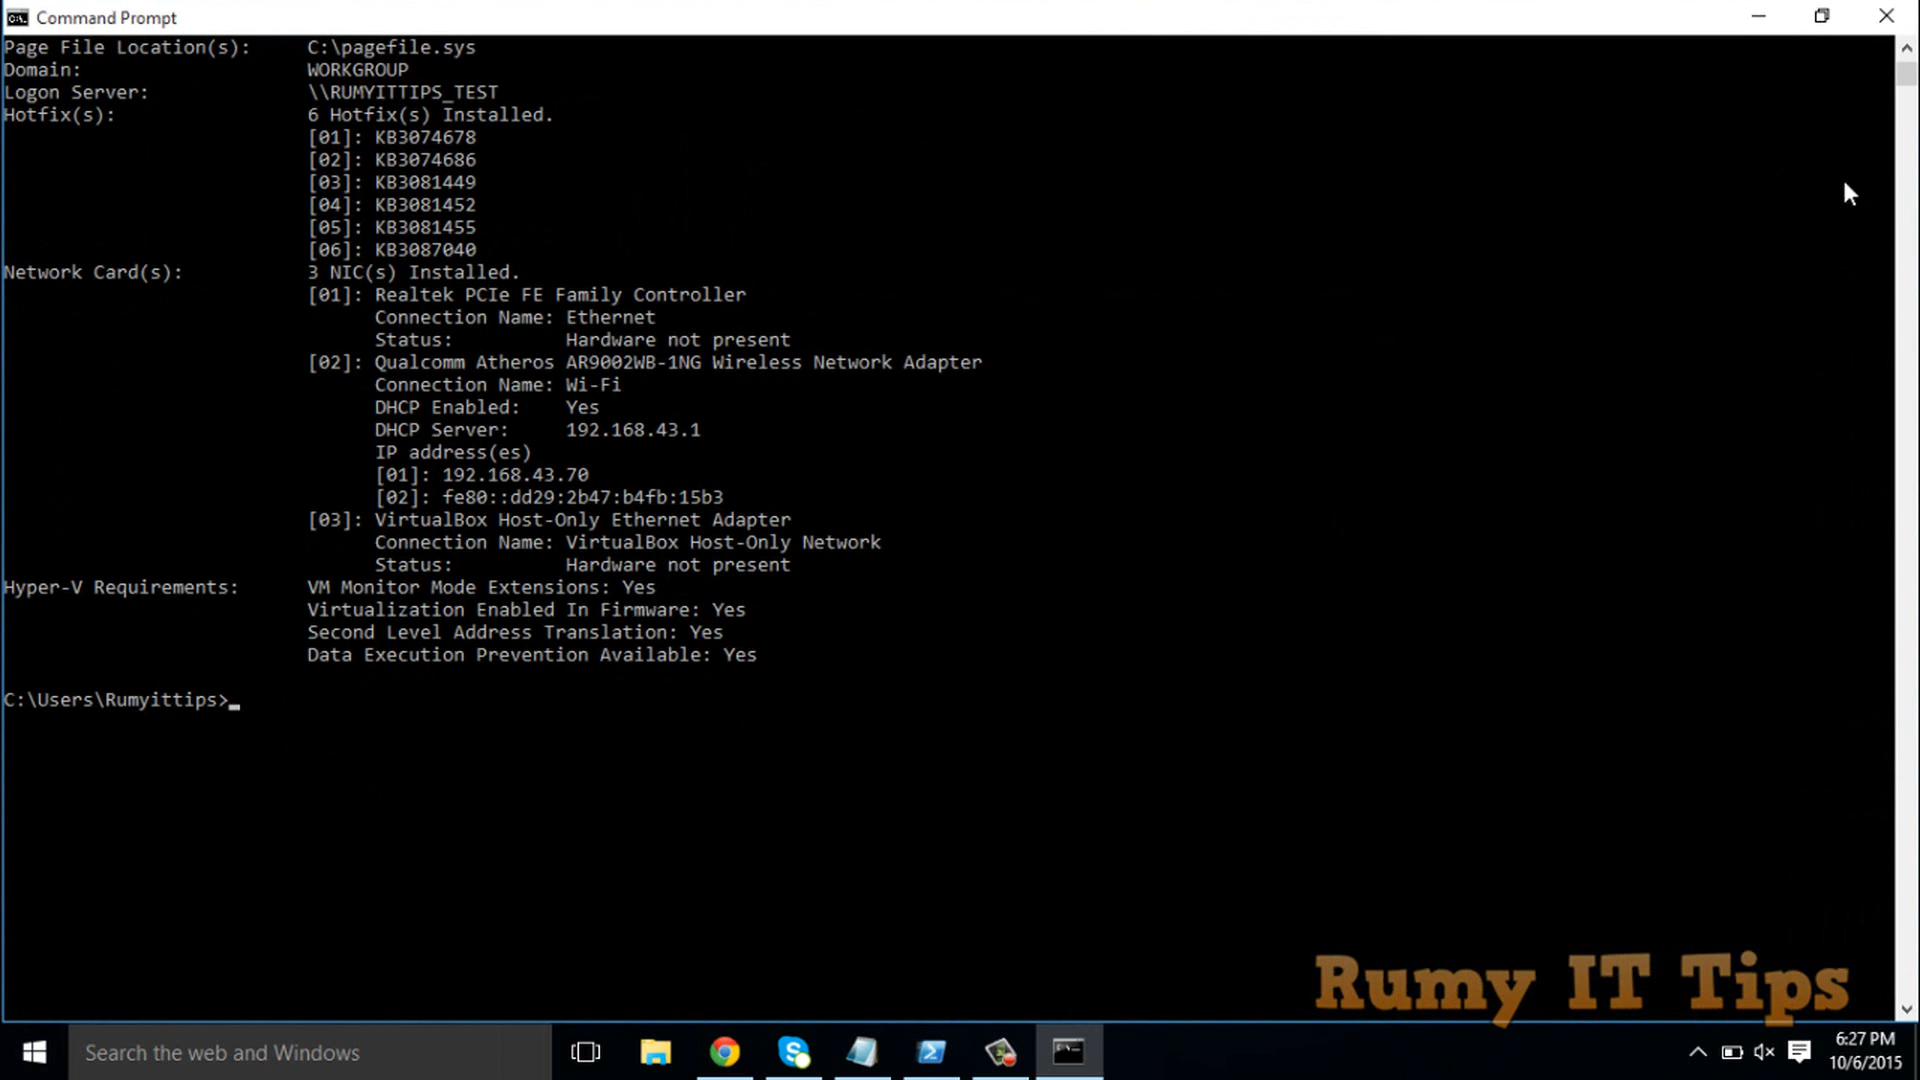 Command Prompt
Page File Location(s): C:\pagefile.sys
Domain: WORKGROUP
Logon Server: \\RUMYITTIPS_TEST
Hotfix(s): 6 Hotfix(s) Installed.
[01]: KB3074678
[02]: KB3074686
[03]: KB3081449
[04]: KB3081452
[05]: KB3081455
[06]: KB3087040
Network Card(s): 3 NIC(s) Installed.
[01]: Realtek PCIe FE Family Controller
Connection Name: Ethernet
Status: Hardware not present
[02]: Qualcomm Atheros AR9002WB-1NG Wireless Network Adapter
Connection Name: Wi-Fi
DHCP Enabled: Yes
DHCP Server: 192.168.43.1
IP address(es)
[01]: 192.168.43.70
[02]: fe80::dd29:2b47:b4fb:15b3
[03]: VirtualBox Host-Only Ethernet Adapter
Connection Name: VirtualBox Host-Only Network
Status: Hardware not present
Hyper-V Requirements: VM Monitor Mode Extensions: Yes
Virtualization Enabled In Firmware: Yes
Second Level Address Translation: Yes
Data Execution Prevention Available: Yes
C:\Users\Rumyittips>_
Rumy IT Tips
Search the web and Windows
6:27 PM
10/6/2015